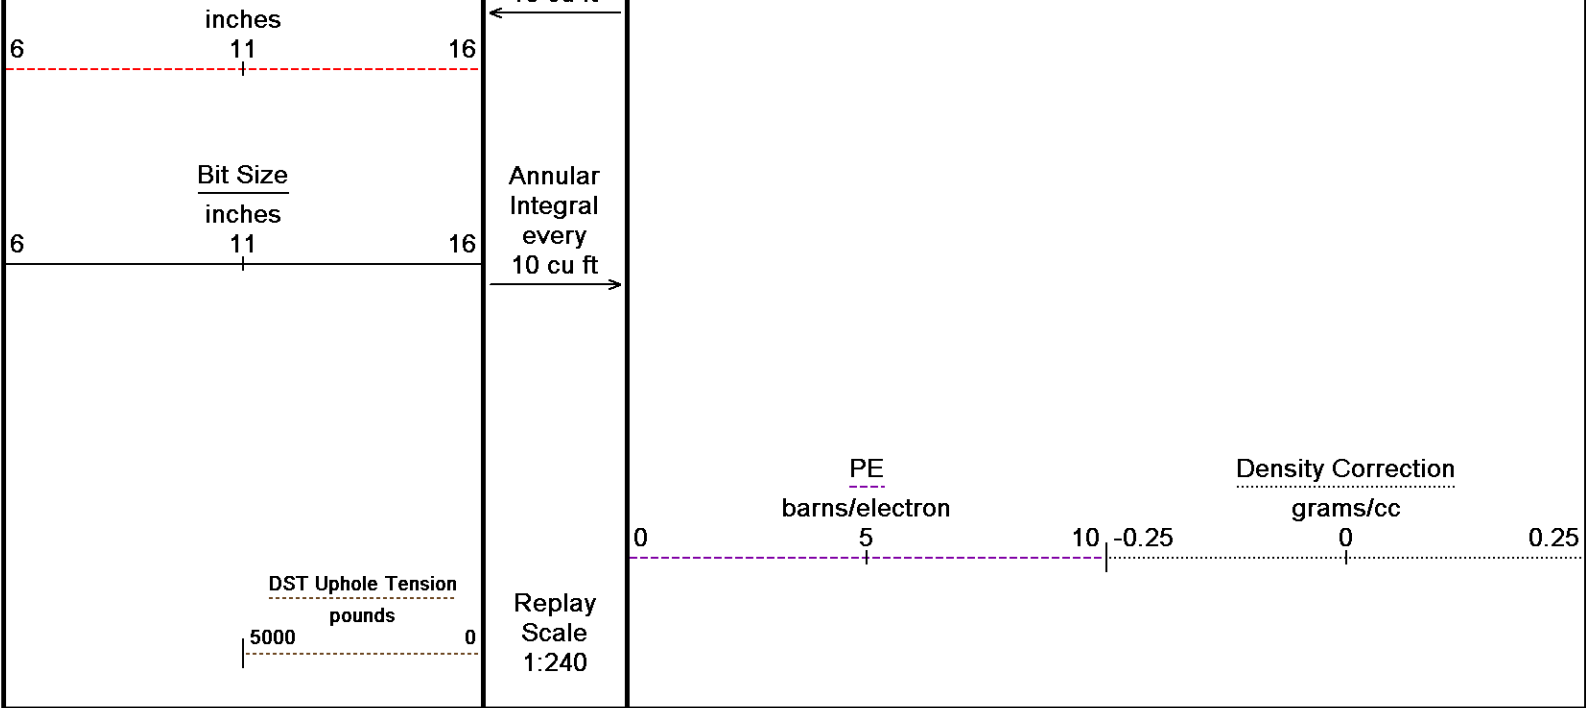 inches
6 11 16
Bit Size
inches
6 11 16
DST Uphole Tension
pounds
5000 0
Annular
Integral
every
10 cu ft
Replay
Scale
1:240
PE
barns/electron
0 5 10
Density Correction
grams/cc
-0.25 0 0.25